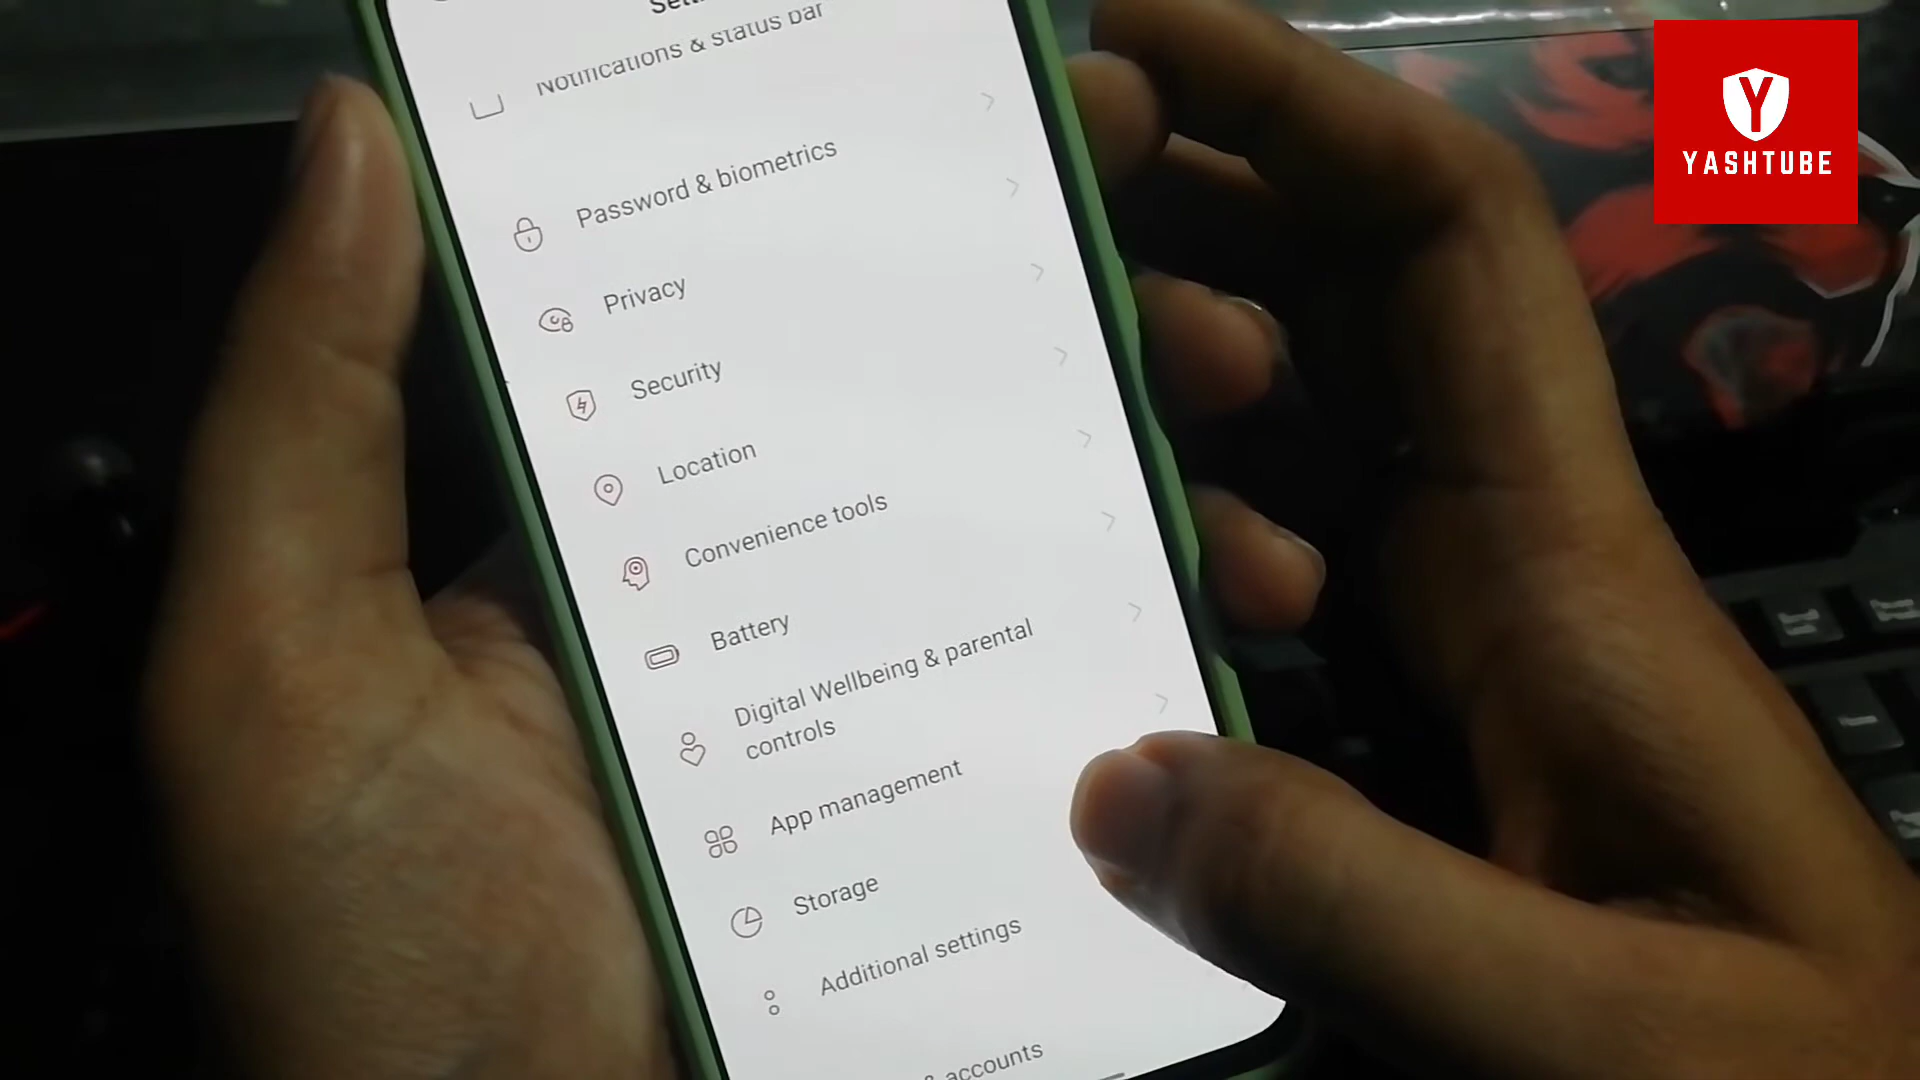 Notifications & status bar
Password & biometrics
Privacy
Security
Location
Convenience tools
Battery
Digital Wellbeing & parental
controls
App management
Storage
Additional settings
& accounts
Y
YASHTUBE
Home